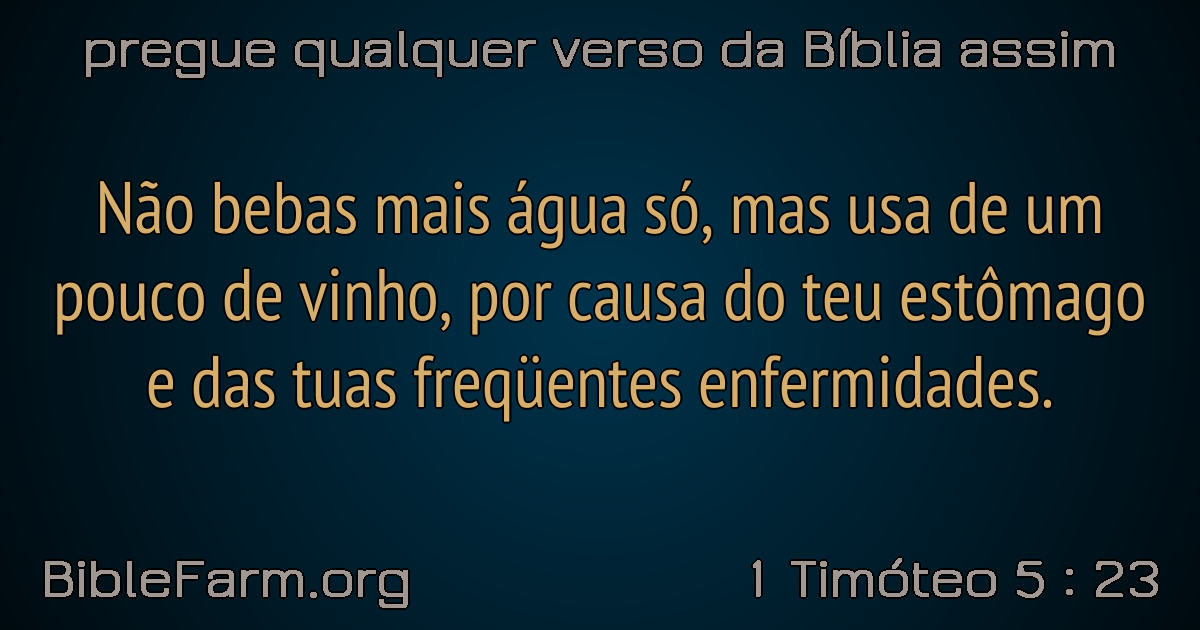 pregue qualquer verso da Bíblia assim
Não bebas mais água só, mas usa de um
pouco de vinho, por causa do teu estômago
e das tuas freqüentes enfermidades.
BibleFarm.org
1 Timóteo 5 : 23